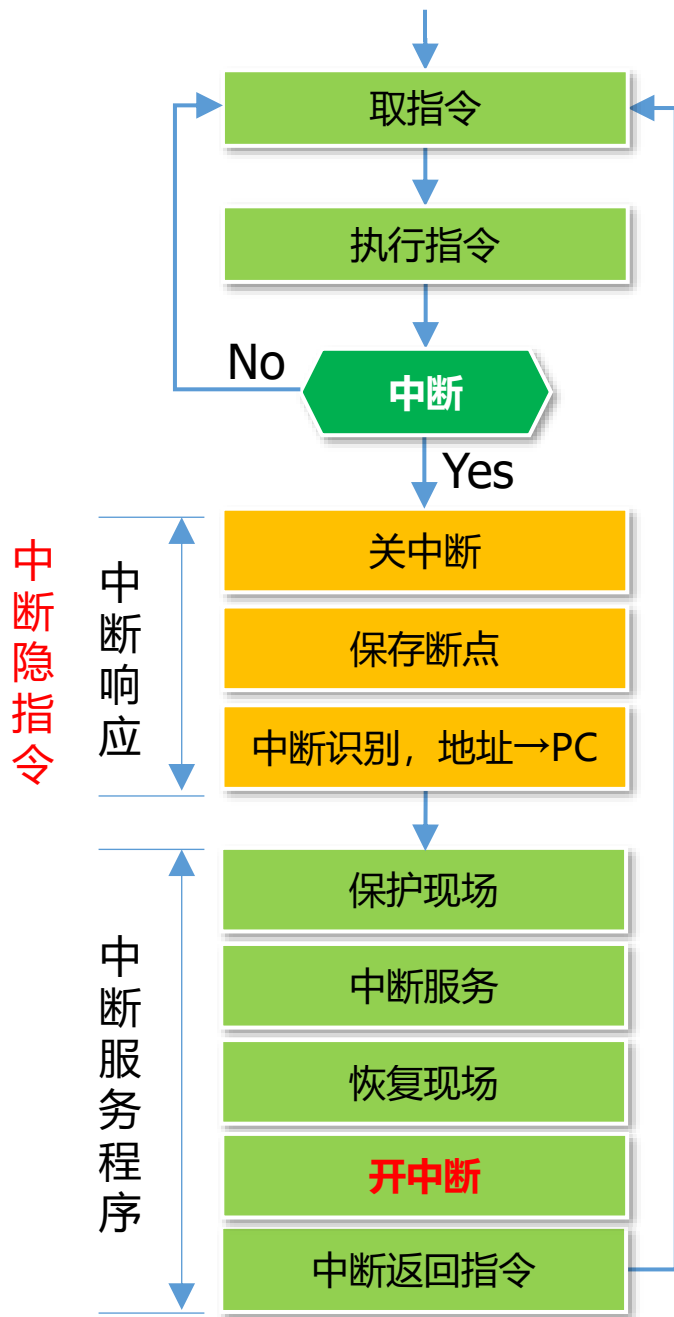 取指令
执行指令
No
中断
Yes
中断隐指令
中断响应
关中断
保存断点
中断识别，地址→PC
中断服务程序
保护现场
中断服务
恢复现场
开中断
中断返回指令